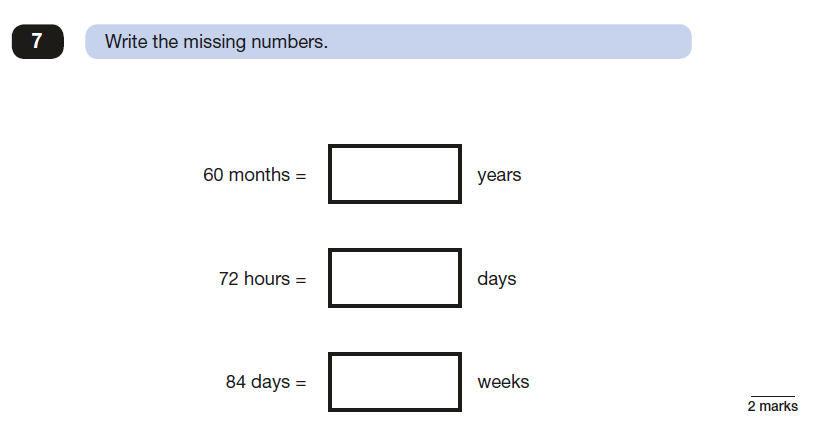 7 Write the missing numbers.
60 months = years
72 hours = days
84 days = weeks
2 marks